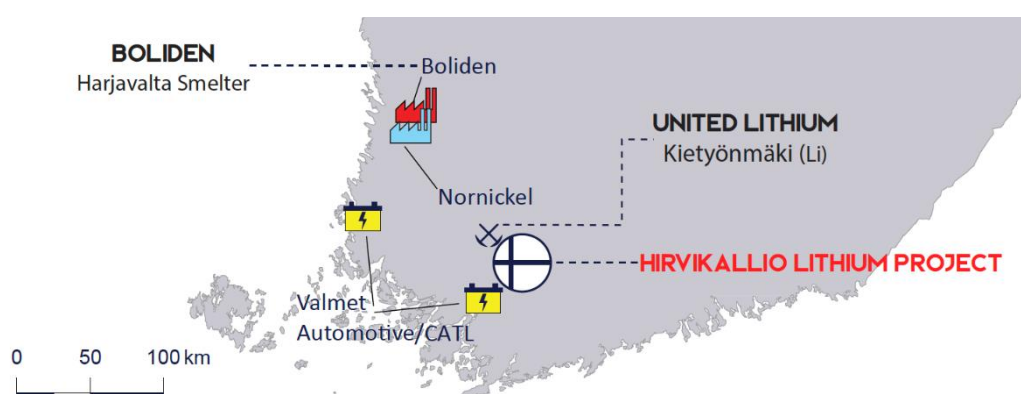 BOLIDEN
Harjavalta Smelter
Boliden
UNITED LITHIUM
Kietyönmäki (Li)
Nornickel
HIRVIKALLIO LITHIUM PROJECT
Valmet
Automotive/CATL
0 50 100 km